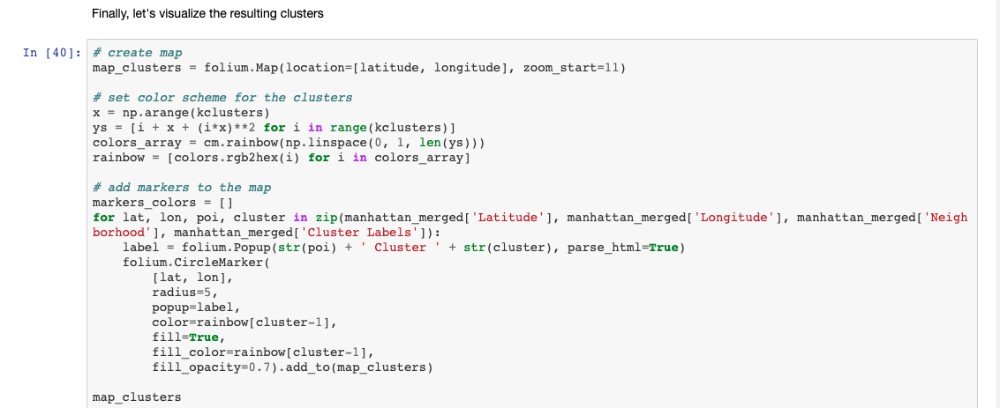 Finally, let's visualize the resulting clusters
In [40]:
# create map
map_clusters = folium.Map(location=[latitude, longitude], zoom_start=11)
# set color scheme for the clusters
x = np.arange(kclusters)
ys = [i + x + (i*x)**2 for i in range(kclusters)]
colors_array = cm.rainbow(np.linspace(0, 1, len(ys)))
rainbow = [colors.rgb2hex(i) for i in colors_array]
# add markers to the map
markers_colors = []
for lat, lon, poi, cluster in zip(manhattan_merged['Latitude'], manhattan_merged['Longitude'], manhattan_merged['Neigh
borhood'], manhattan_merged['Cluster Labels']):
    label = folium.Popup(str(poi) + ' Cluster ' + str(cluster), parse_html=True)
    folium.CircleMarker(
        [lat, lon],
        radius=5,
        popup=label,
        color=rainbow[cluster-1],
        fill=True,
        fill_color=rainbow[cluster-1],
        fill_opacity=0.7).add_to(map_clusters)
map_clusters